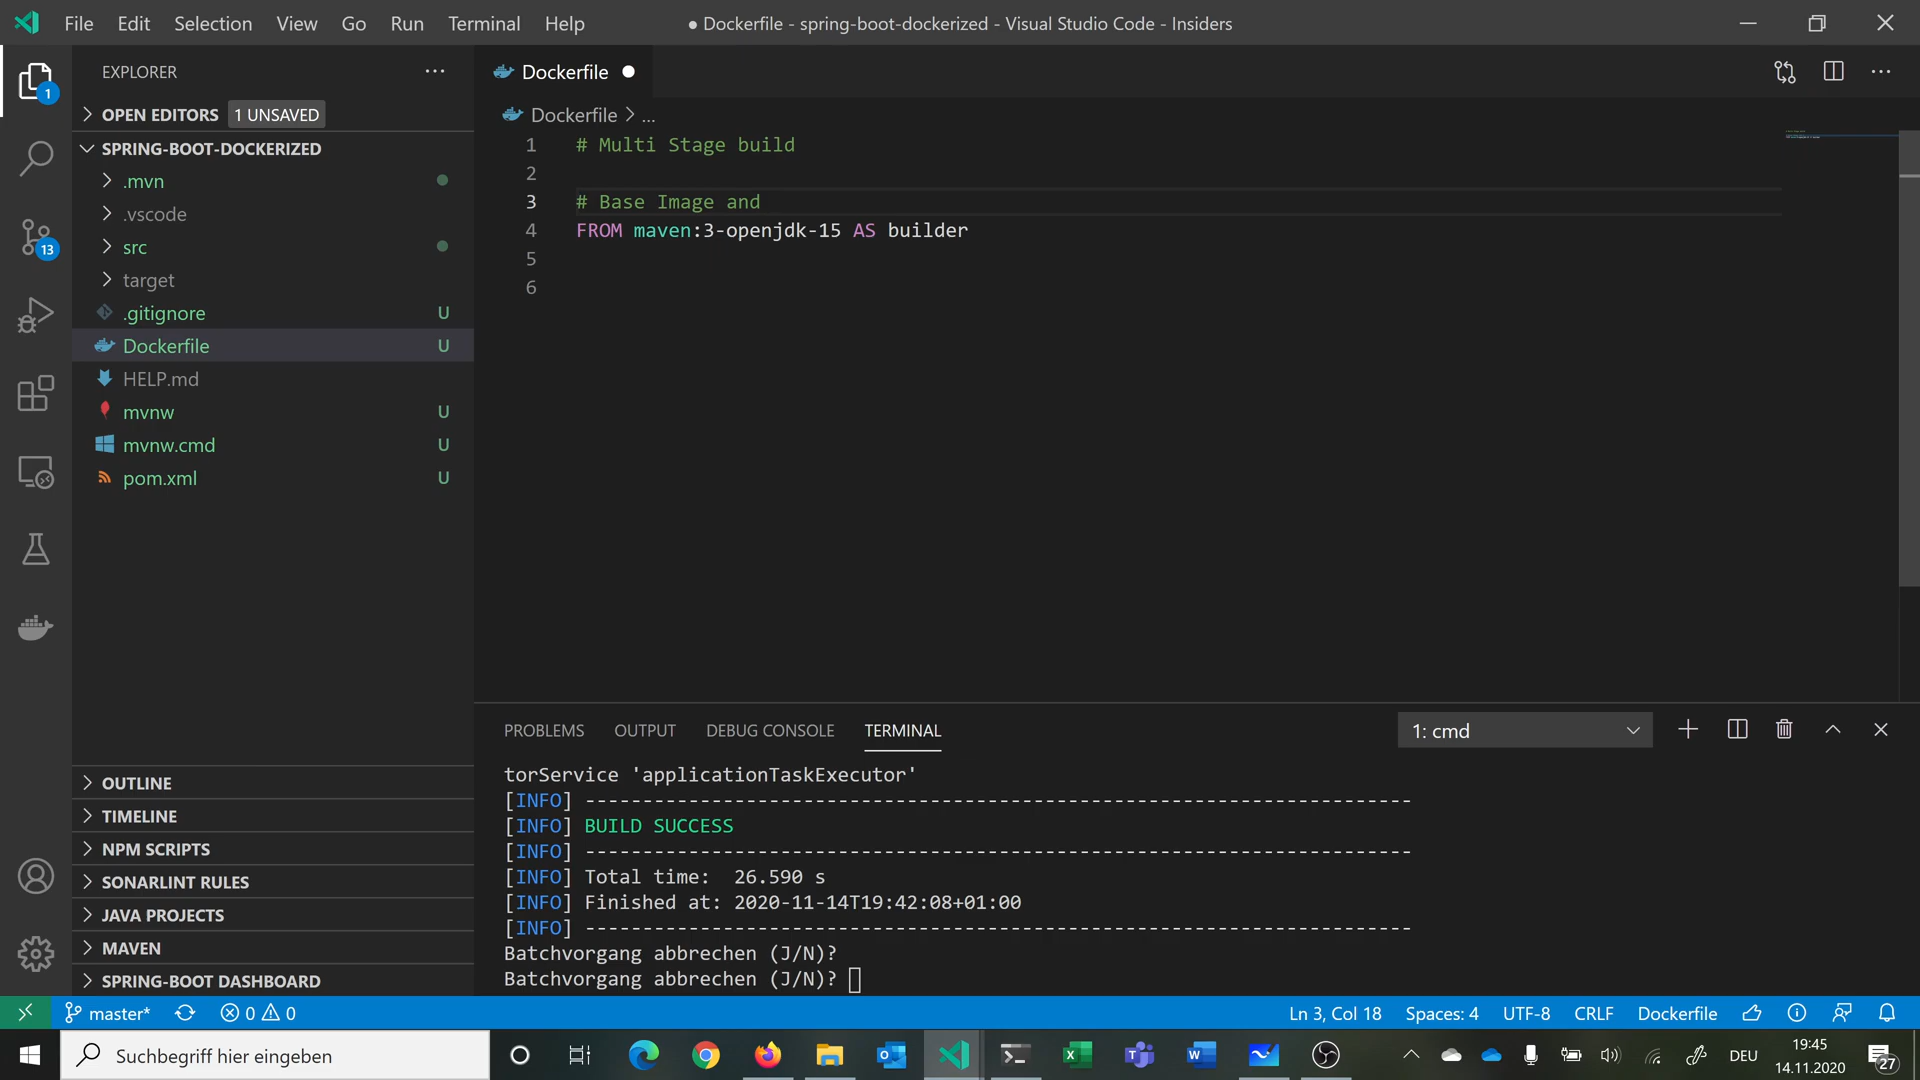 File Edit Selection View Go Run Terminal Help
● Dockerfile - spring-boot-dockerized - Visual Studio Code - Insiders
EXPLORER
OPEN EDITORS 1 UNSAVED
SPRING-BOOT-DOCKERIZED
.mvn
.vscode
src
target
.gitignore U
Dockerfile U
HELP.md
mvnw U
mvnw.cmd U
pom.xml U
OUTLINE
TIMELINE
NPM SCRIPTS
SONARLINT RULES
JAVA PROJECTS
MAVEN
SPRING-BOOT DASHBOARD
1
13
Dockerfile
Dockerfile > ...
1 # Multi Stage build
2
3 # Base Image and
4 FROM maven:3-openjdk-15 AS builder
5
6
PROBLEMS OUTPUT DEBUG CONSOLE TERMINAL
1: cmd
torService 'applicationTaskExecutor'
[INFO] ------------------------------------------------------------------------
[INFO] BUILD SUCCESS
[INFO] ------------------------------------------------------------------------
[INFO] Total time:  26.590 s
[INFO] Finished at: 2020-11-14T19:42:08+01:00
[INFO] ------------------------------------------------------------------------
Batchvorgang abbrechen (J/N)?
Batchvorgang abbrechen (J/N)?
master* 0 0
Ln 3, Col 18 Spaces: 4 UTF-8 CRLF Dockerfile
Suchbegriff hier eingeben
DEU
19:45
14.11.2020
27